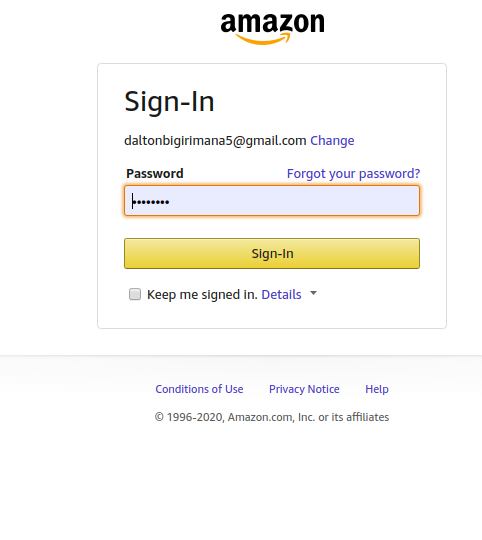 amazon
Sign-In
daltonbigirimana5@gmail.com Change
Password Forgot your password?
••••••••
Sign-In
Keep me signed in. Details
Conditions of Use Privacy Notice Help
© 1996-2020, Amazon.com, Inc. or its affiliates